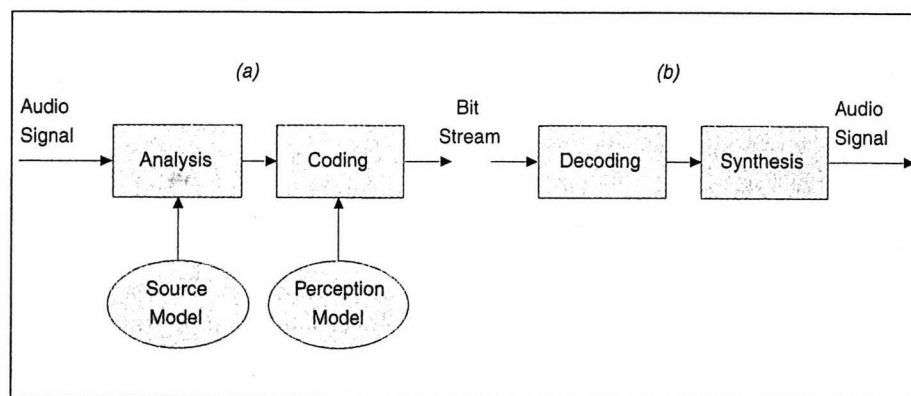 (a)
(b)
Audio
Signal
Analysis
Coding
Bit
Stream
Decoding
Synthesis
Audio
Signal
Source
Model
Perception
Model